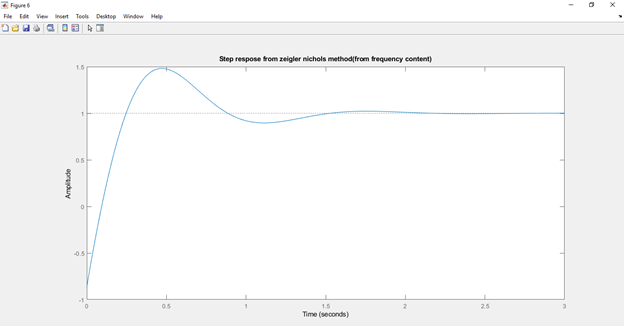 Figure 6
File Edit View Insert Tools Desktop Window Help
Step respose from zeigler nichols method(from frequency content)
1.5
1
0.5
0
-0.5
-1
Amplitude
0 0.5 1 1.5 2 2.5 3
Time (seconds)